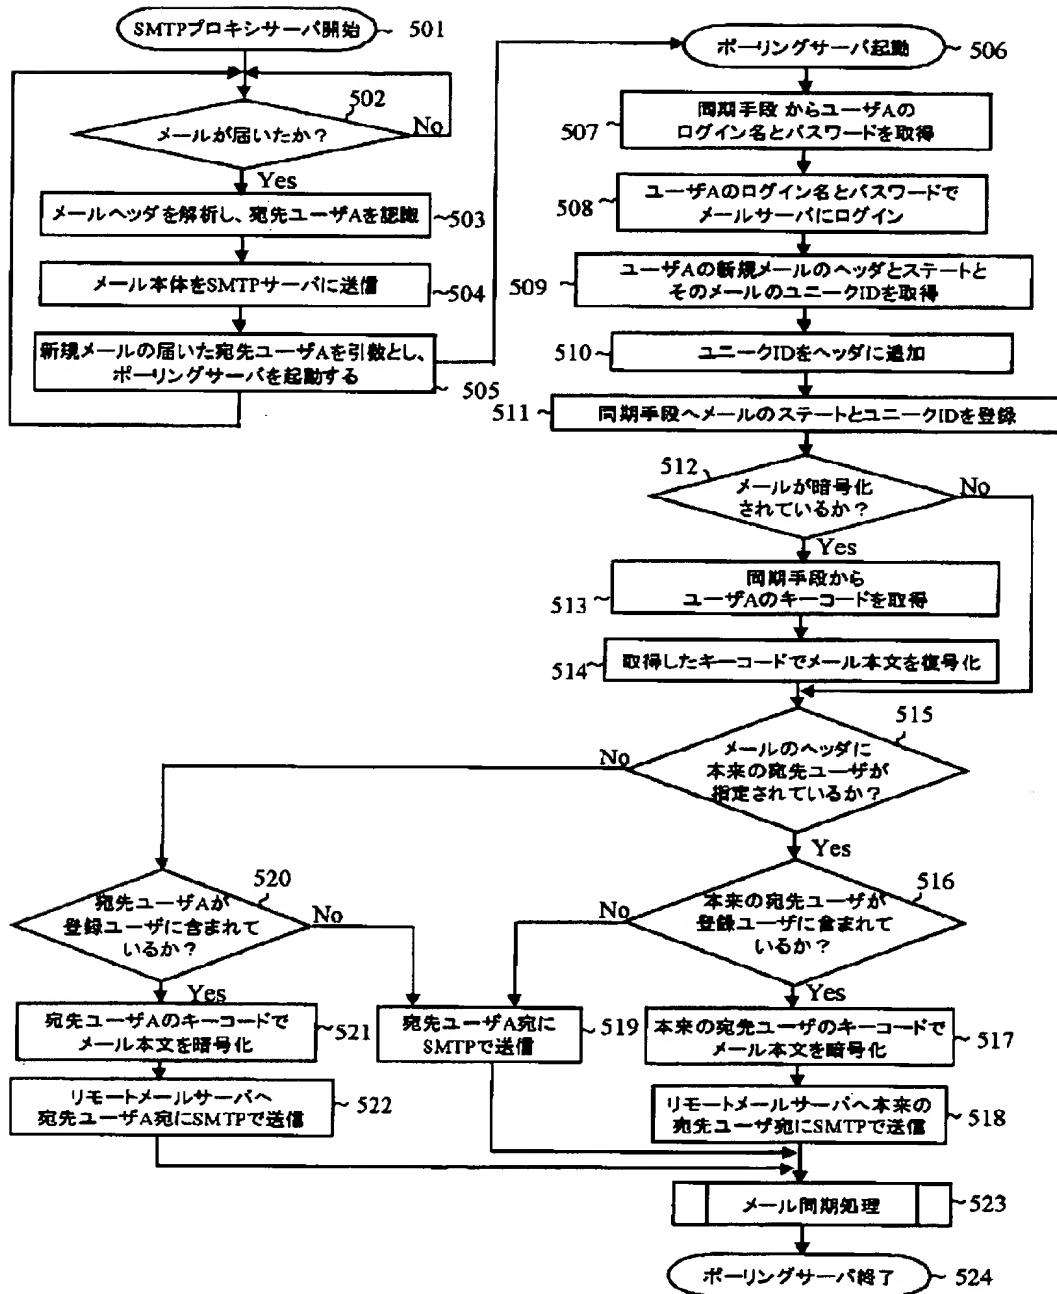 SMTPプロキシサーバ開始
501
502
メールが届いたか？
No
Yes
メールヘッダを解析し、宛先ユーザAを認識
503
メール本体をSMTPサーバに送信
504
新規メールの届いた宛先ユーザAを引数とし、
ポーリングサーバを起動する
505
ポーリングサーバ起動
506
同期手段 からユーザAの
ログイン名とパスワードを取得
507
ユーザAのログイン名とパスワードで
メールサーバにログイン
508
ユーザAの新規メールのヘッダとステートと
そのメールのユニークIDを取得
509
ユニークIDをヘッダに追加
510
511
同期手段へメールのステートとユニークIDを登録
512
メールが暗号化
されているか？
No
Yes
同期手段から
ユーザAのキーコードを取得
513
取得したキーコードでメール本文を復号化
514
515
メールのヘッダに
本来の宛先ユーザが
指定されているか？
No
Yes
516
本来の宛先ユーザが
登録ユーザに含まれて
いるか？
No
Yes
本来の宛先ユーザのキーコードで
メール本文を暗号化
517
リモートメールサーバへ本来の
宛先ユーザ宛にSMTPで送信
518
宛先ユーザA宛に
SMTPで送信
519
520
宛先ユーザAが
登録ユーザに含まれて
いるか？
No
Yes
宛先ユーザAのキーコードで
メール本文を暗号化
521
リモートメールサーバへ
宛先ユーザA宛にSMTPで送信
522
メール同期処理
523
ポーリングサーバ終了
524